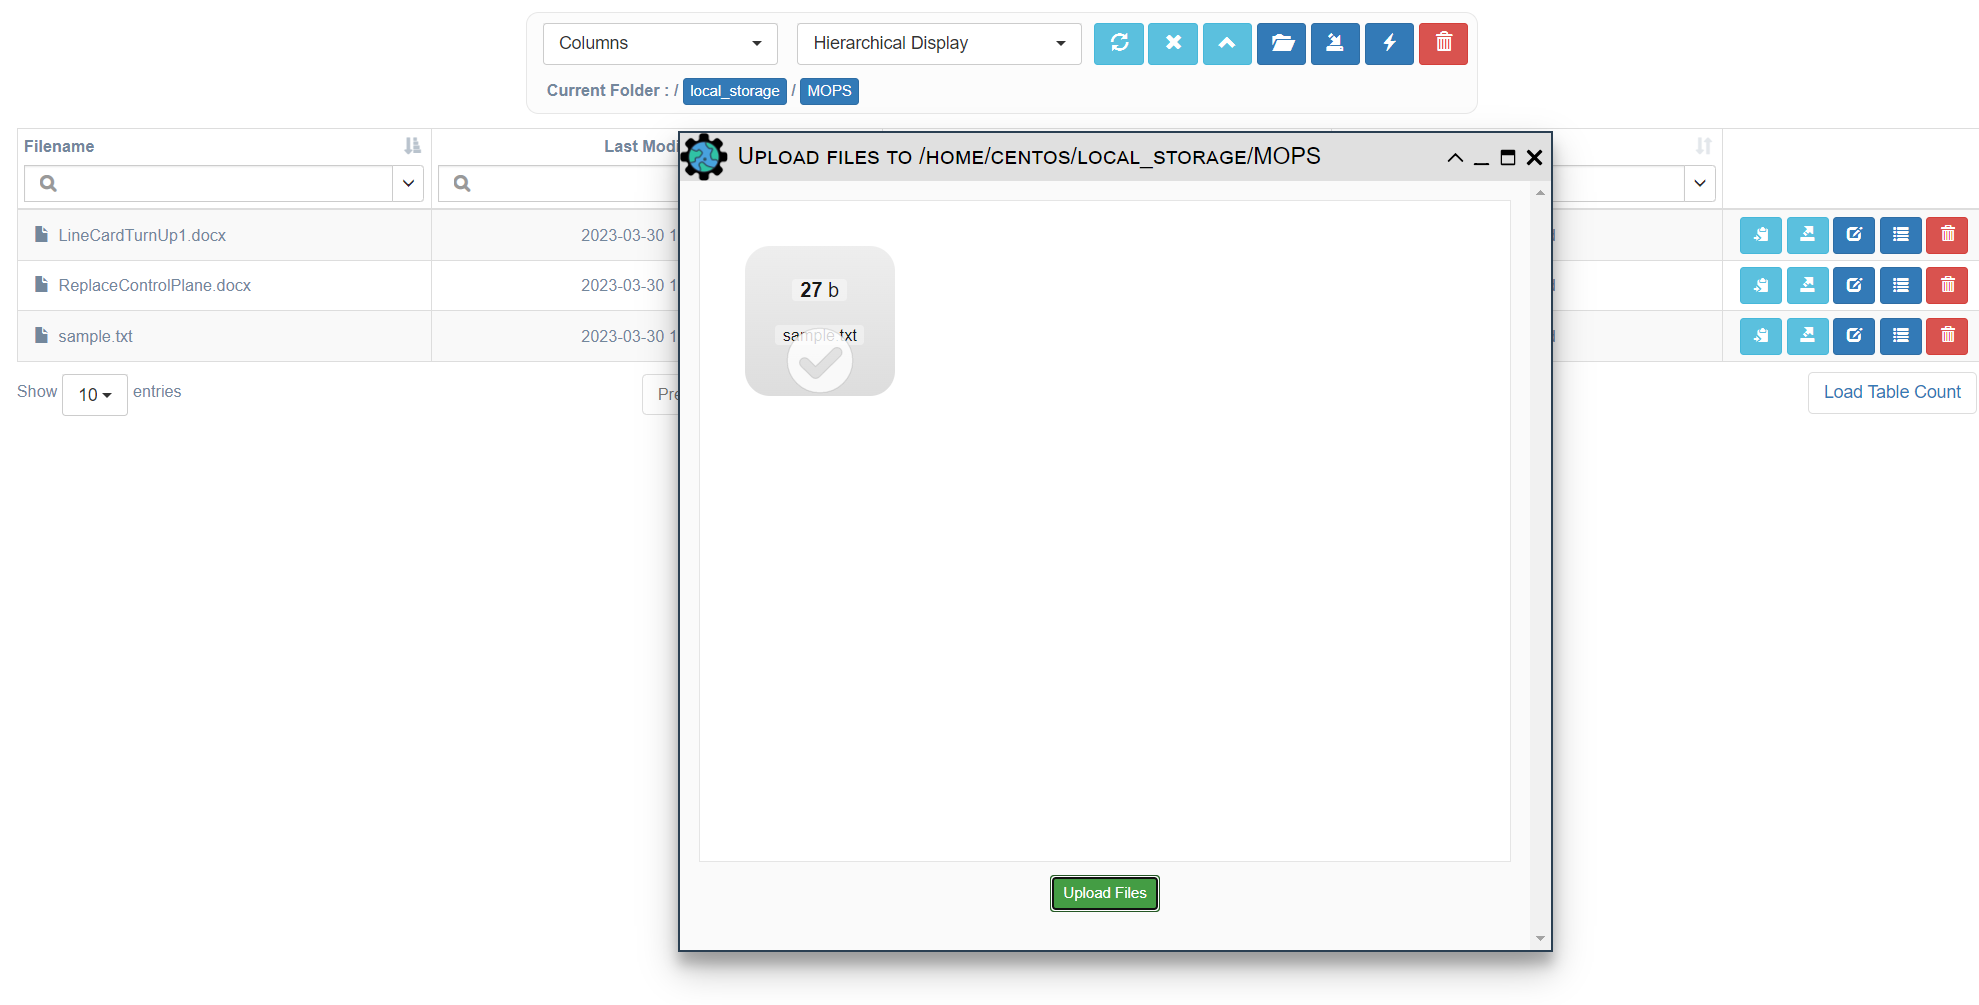 Columns
Hierarchical Display
Current Folder : / local_storage / MOPS
Filename
Last Modi
UPLOAD FILES TO /HOME/CENTOS/LOCAL_STORAGE/MOPS
LineCardTurnUp1.docx
2023-03-30 1
ReplaceControlPlane.docx
2023-03-30 1
sample.txt
2023-03-30 1
27 b
sample.txt
Show 10 entries
Pre
Load Table Count
Upload Files